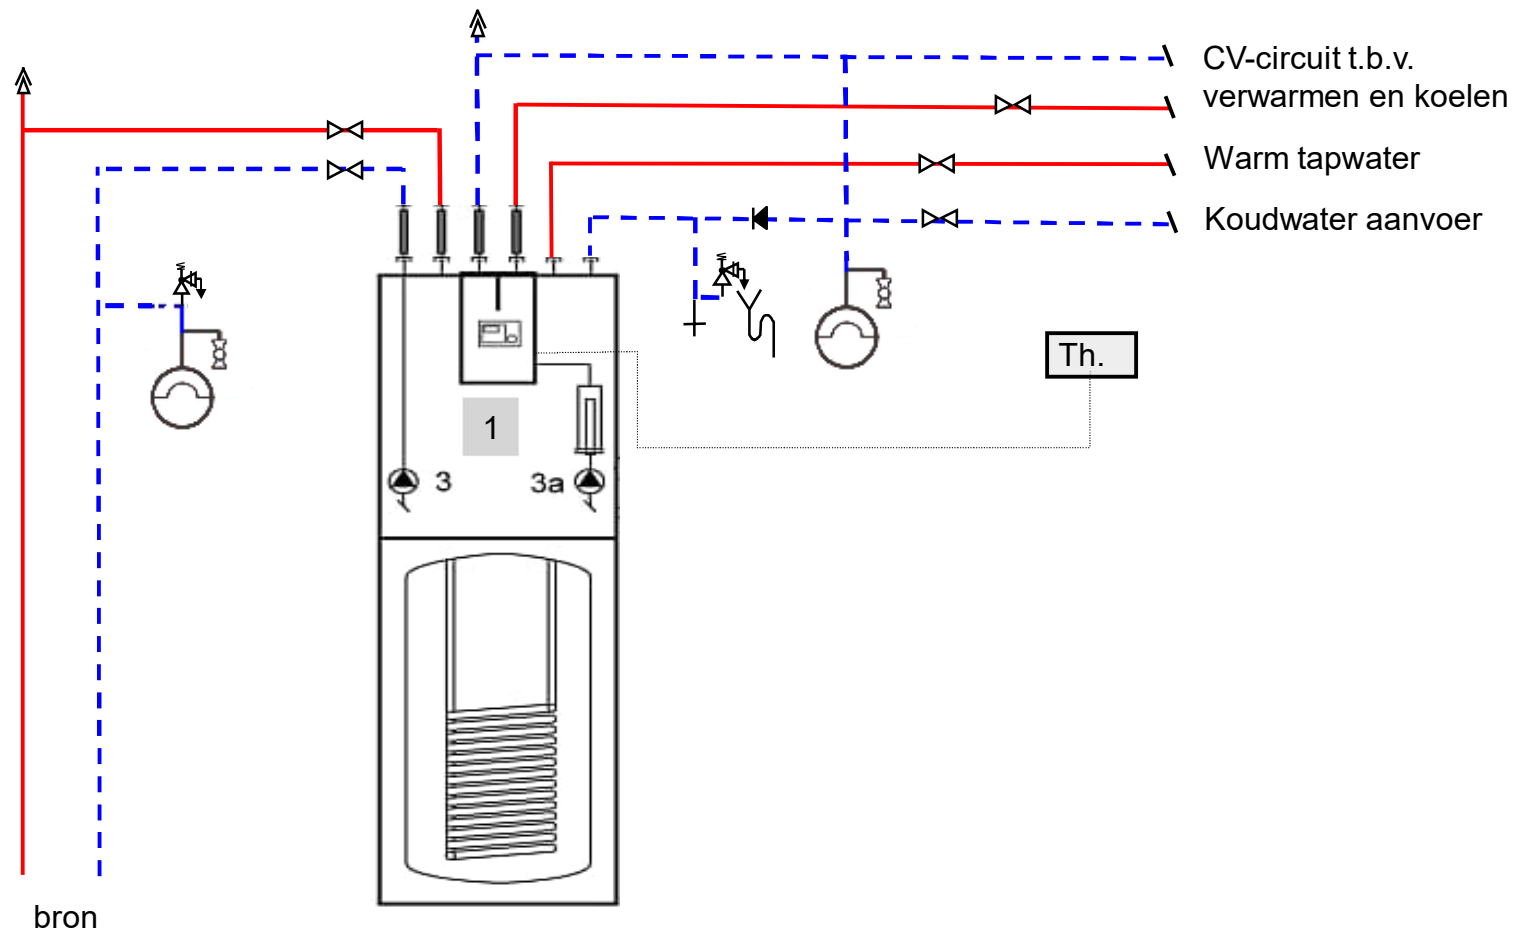 CV-circuit t.b.v.
verwarmen en koelen
Warm tapwater
Koudwater aanvoer
Th.
1
3
3a
bron